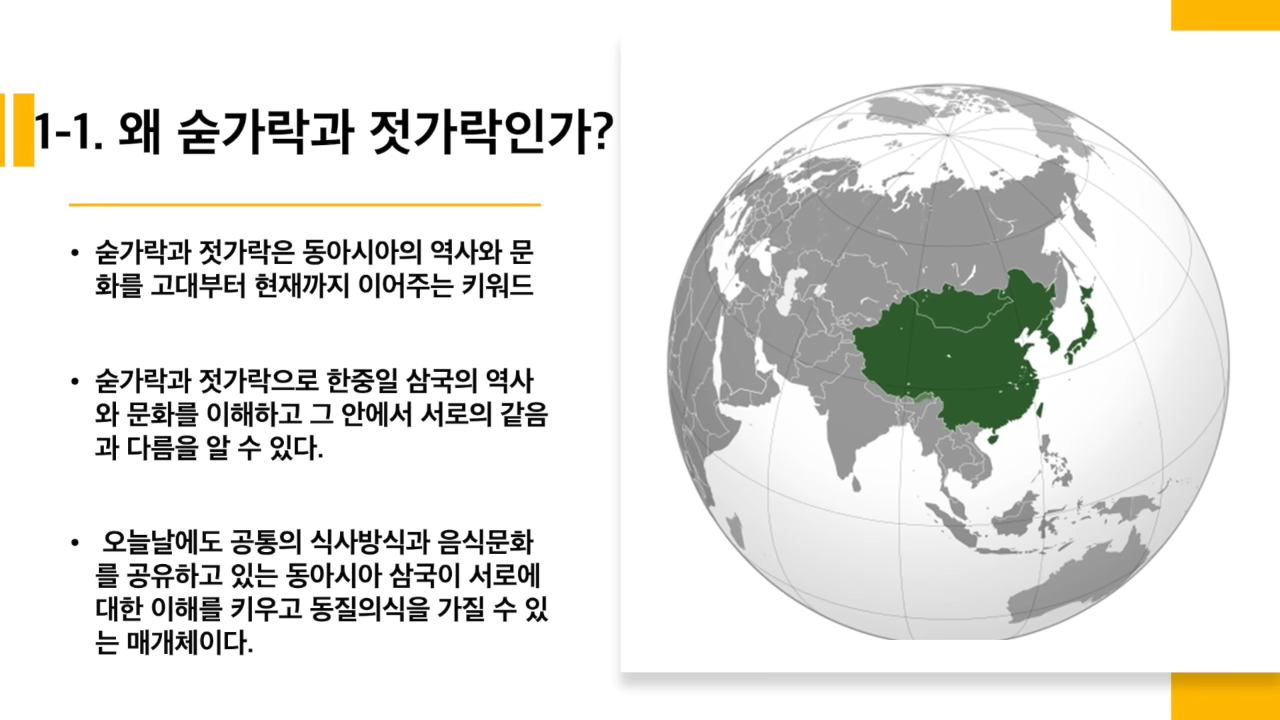 1-1. 왜 숟가락과 젓가락인가?
• 숟가락과 젓가락은 동아시아의 역사와 문
화를 고대부터 현재까지 이어주는 키워드
• 숟가락과 젓가락으로 한중일 삼국의 역사
와 문화를 이해하고 그 안에서 서로의 같음
과 다름을 알 수 있다.
• 오늘날에도 공통의 식사방식과 음식문화
를 공유하고 있는 동아시아 삼국이 서로에
대한 이해를 키우고 동질의식을 가질 수 있
는 매개체이다.